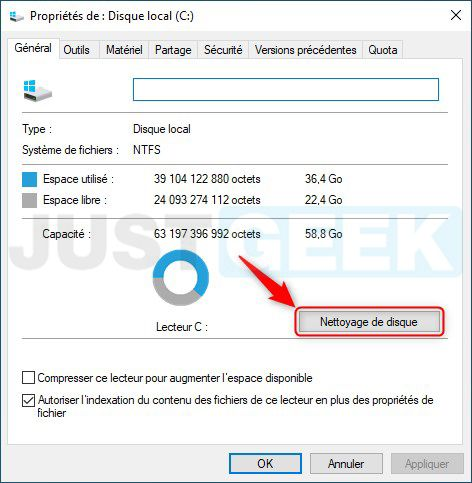 Propriétés de : Disque local (C:)
Général Outils Matériel Partage Sécurité Versions précédentes Quota
Type : Disque local
Système de fichiers : NTFS
Espace utilisé : 39 104 122 880 octets 36,4 Go
Espace libre : 24 093 274 112 octets 22,4 Go
Capacité : 63 197 396 992 octets 58,8 Go
JUSTGEEK
Lecteur C : Nettoyage de disque
Compresser ce lecteur pour augmenter l'espace disponible
Autoriser l'indexation du contenu des fichiers de ce lecteur en plus des propriétés de
fichier
OK Annuler Appliquer